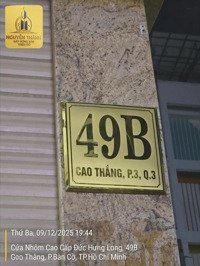 NGUYỄN THÀNH
49B
CAO THẮNG, P.3, Q.3
Thứ Ba, 09/12/2025 19:44
Cửa Nhôm Cao Cấp Đức Hưng Long, 49B
Cao Thắng, P.Bàn Cờ, TP.Hồ Chí Minh